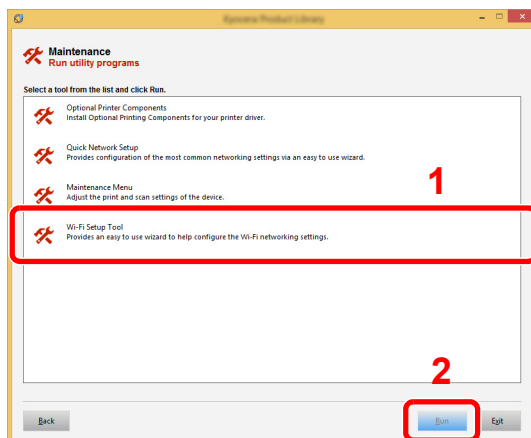 Kyocera Product Library
Maintenance
Run utility programs
Select a tool from the list and click Run.
Optional Printer Components
Install Optional Printing Components for your printer driver.
Quick Network Setup
Provides configuration of the most common networking settings via an easy to use wizard.
1
Maintenance Menu
Adjust the print and scan settings of the device.
Wi-Fi Setup Tool
Provides an easy to use wizard to help configure the Wi-Fi networking settings.
2
Back
Run
Exit